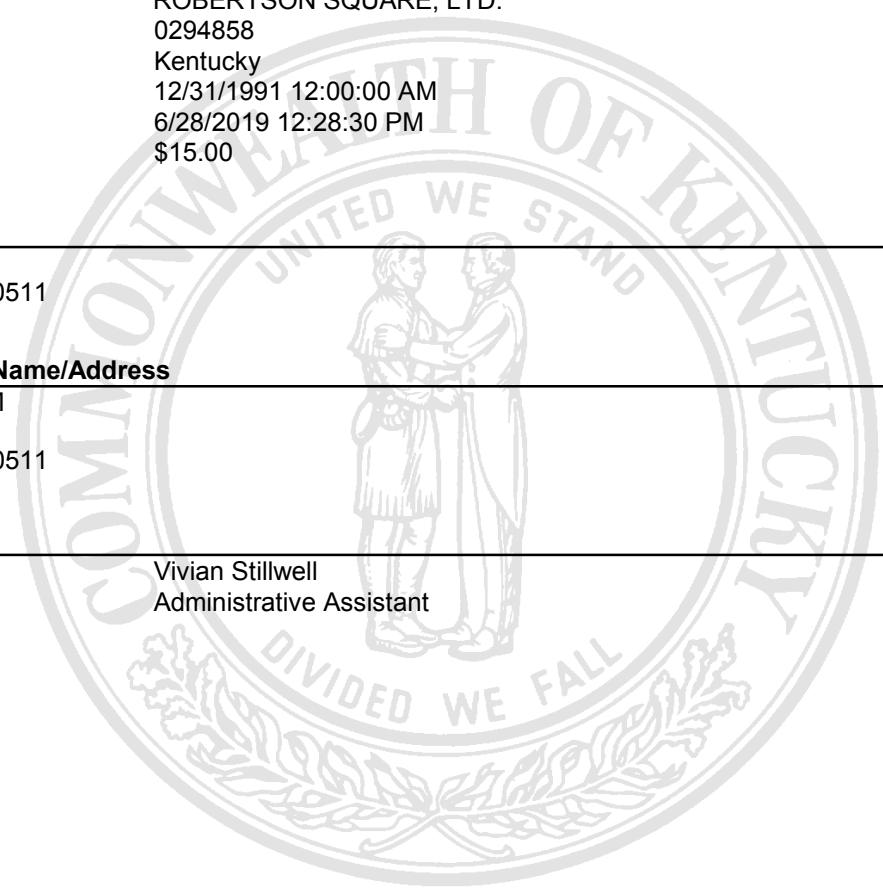 ROBERTSON SQUARE, LTD.
0294858
Kentucky
12/31/1991 12:00:00 AM
6/28/2019 12:28:30 PM
$15.00
0511
Name/Address
0511
Vivian Stillwell
Administrative Assistant
COMMONWEALTH OF KENTUCKY
UNITED WE STAND
DIVIDED WE FALL